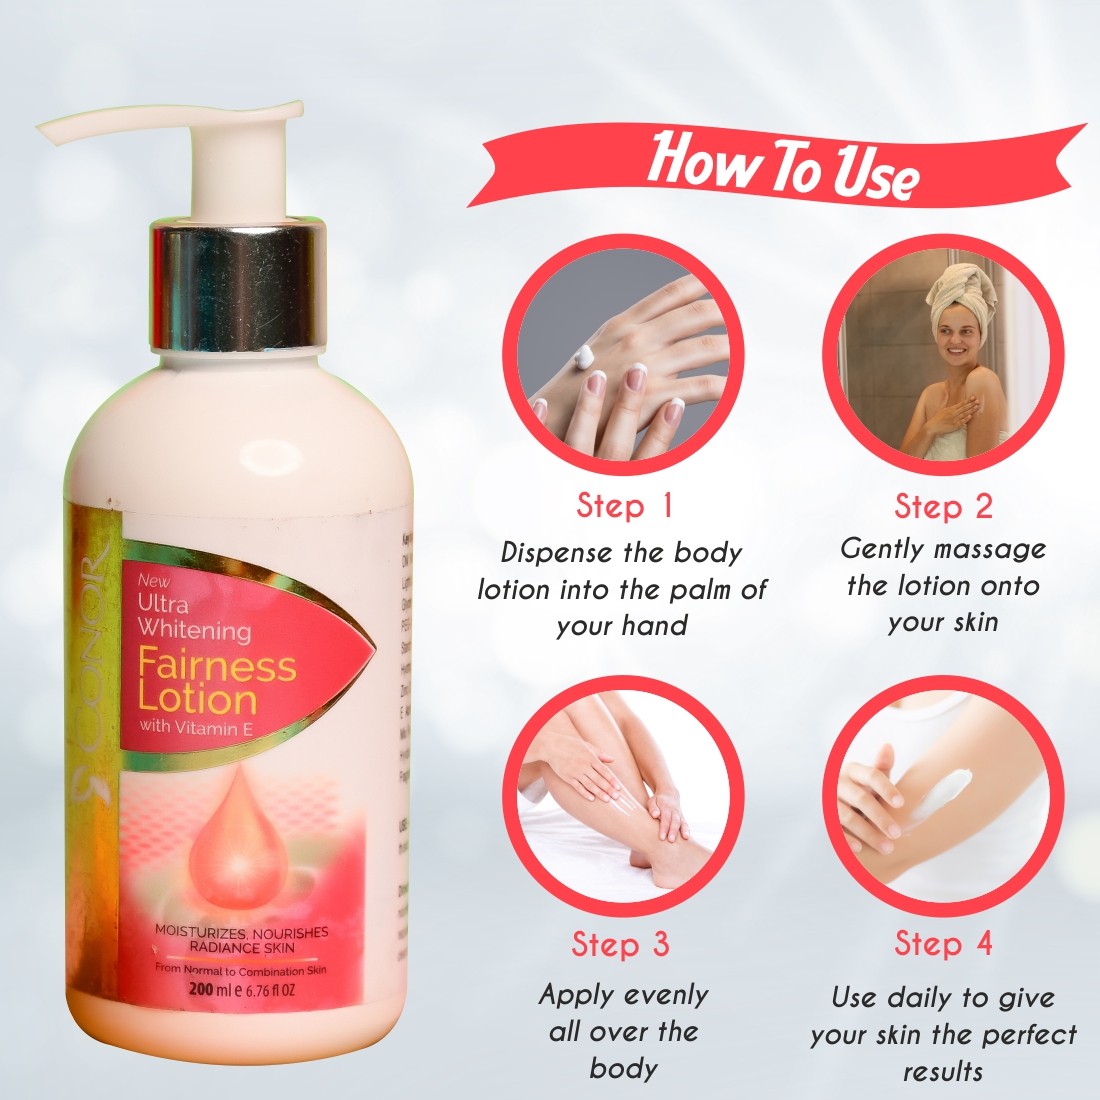 CONOR
New
Ultra
Whitening
Fairness
Lotion
with Vitamin E
MOISTURIZES, NOURISHES
RADIANCE SKIN
From Normal to Combination Skin
200 ml e 6.76 fl OZ
How To Use
Step 1
Dispense the body
lotion into the palm of
your hand
Step 2
Gently massage
the lotion onto
your skin
Step 3
Apply evenly
all over the
body
Step 4
Use daily to give
your skin the perfect
results